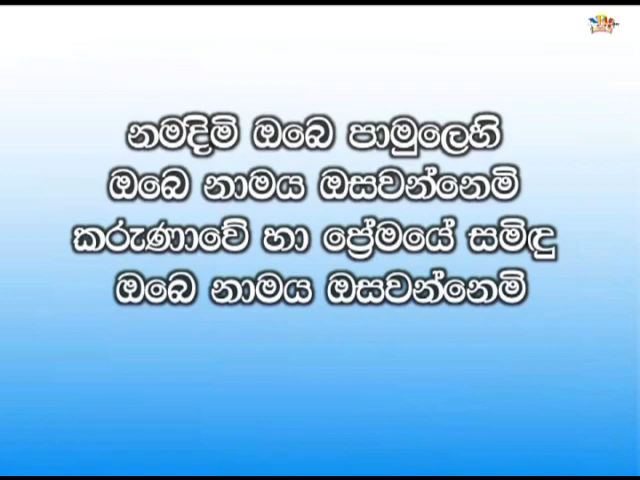 නමදිමි ඔබෙ පාමුලෙහි
ඔබෙ නාමය ඔසවන්නෙමි
කරුණාවේ හා ප්‍රේමයේ සමිඳු
ඔබෙ නාමය ඔසවන්නෙමි